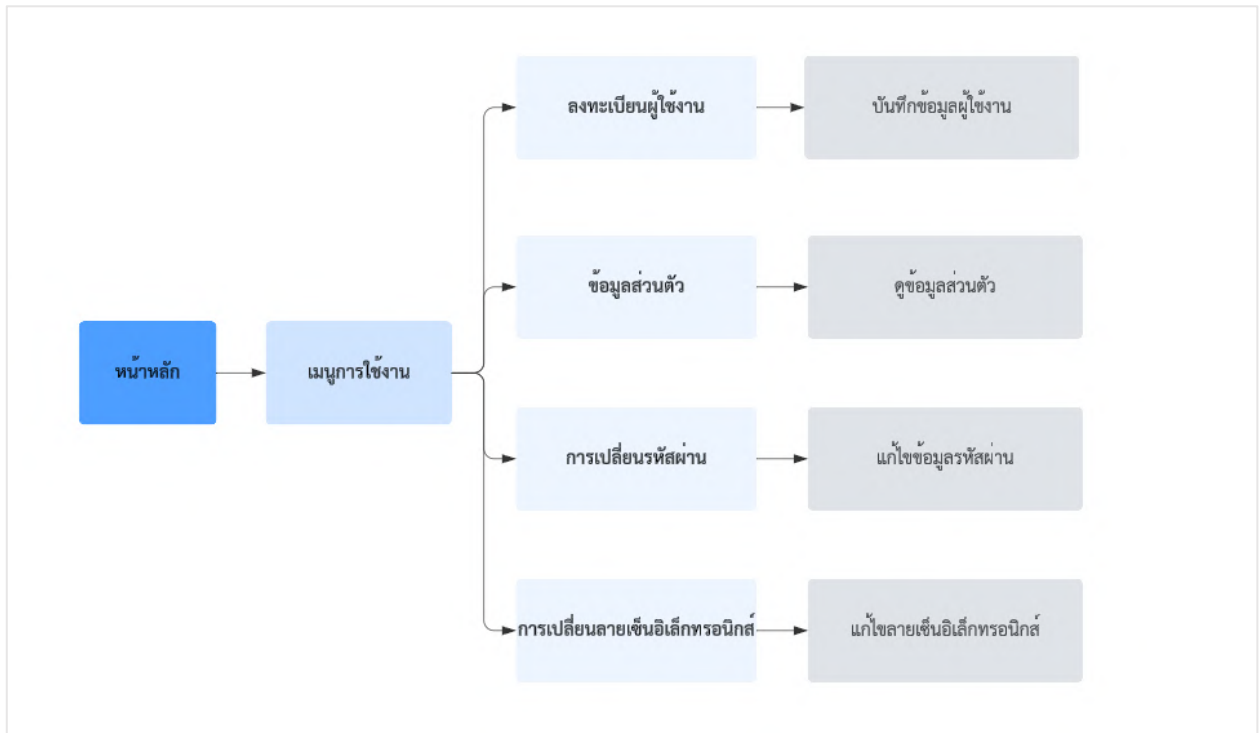 ลงทะเบียนผู้ใช้งาน
บันทึกข้อมูลผู้ใช้งาน
ข้อมูลส่วนตัว
ดูข้อมูลส่วนตัว
หน้าหลัก
เมนูการใช้งาน
การเปลี่ยนรหัสผ่าน
แก้ไขข้อมูลรหัสผ่าน
การเปลี่ยนลายเซ็นอิเล็กทรอนิกส์
แก้ไขลายเซ็นอิเล็กทรอนิกส์